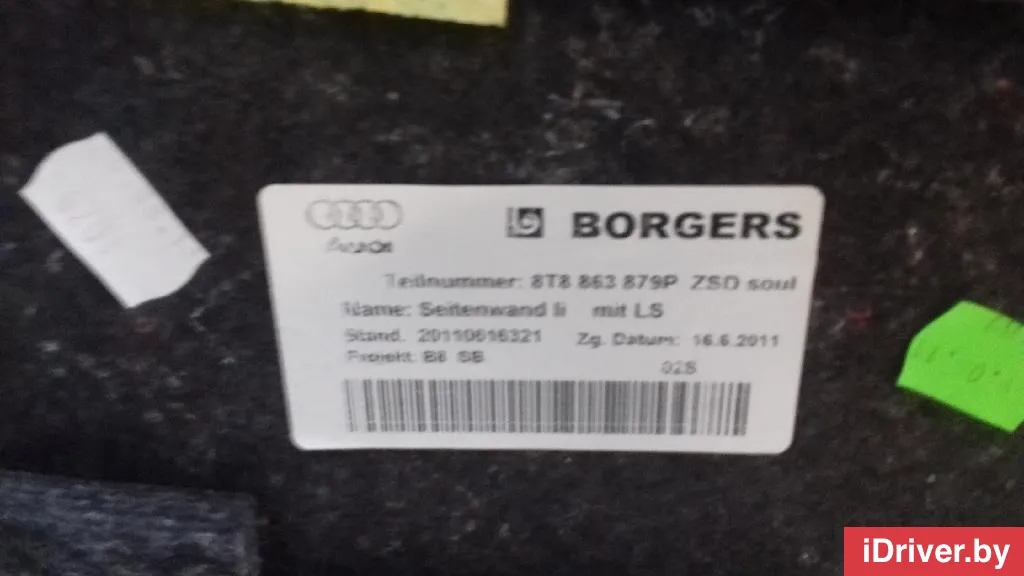 BORGERS
Audi
Teilnummer: 8T8 863 879P ZSD soul
Name: Seitenwand li mit LS
Stand: 20110616321 Zg. Datum: 16.6.2011
Projekt: B8 SB
02S
iDriver.by